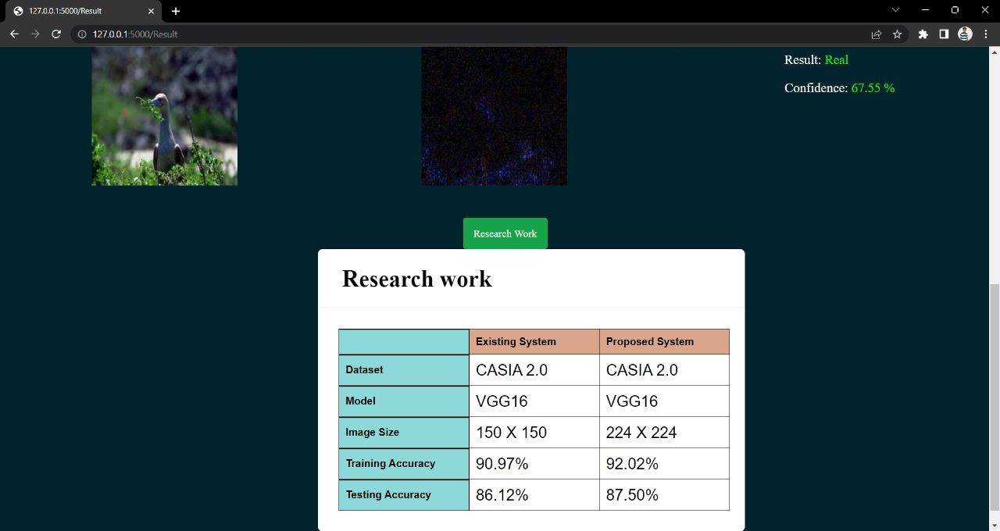 127.0.0.1:5000/Result
127.0.0.1:5000/Result
Result: Real
Confidence: 67.55 %
Research Work
Research work
Existing System Proposed System
Dataset CASIA 2.0 CASIA 2.0
Model VGG16 VGG16
Image Size 150 X 150 224 X 224
Training Accuracy 90.97% 92.02%
Testing Accuracy 86.12% 87.50%